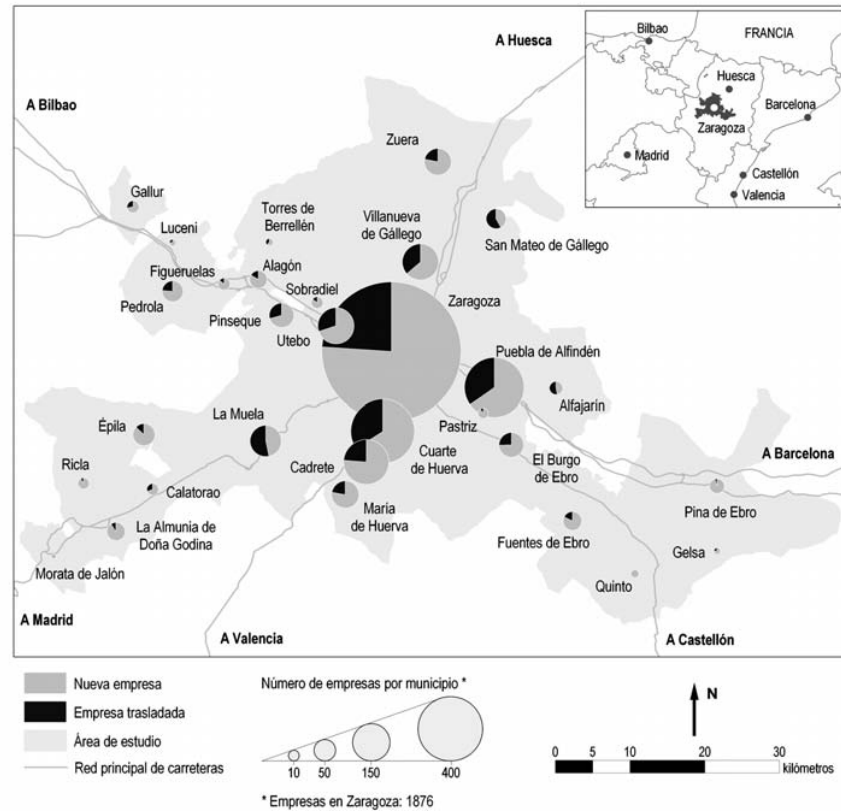 A Huesca
Bilbao
FRANCIA
Huesca
Barcelona
Zaragoza
Madrid
Castellón
Valencia
A Bilbao
Zuera
Gallur
Luceni
Torres de
Berrellén
Villanueva
de Gállego
San Mateo de Gállego
Figueruelas
Alagón
Pedrola
Sobradiel
Zaragoza
Pinseque
Utebo
Puebla de Alfindén
Alfajarín
La Muela
Pastriz
Épila
Cuarte
de Huerva
Cadrete
El Burgo
de Ebro
A Barcelona
Ricla
Calatorao
María
de Huerva
Pina de Ebro
La Almunia de
Doña Godina
Fuentes de Ebro
Gelsa
Morata de Jalón
Quinto
A Madrid
A Valencia
A Castellón
Nueva empresa
Empresa trasladada
Área de estudio
Red principal de carreteras
Número de empresas por municipio *
10 50 150 400
* Empresas en Zaragoza: 1876
N
0 5 10 20 30
kilómetros